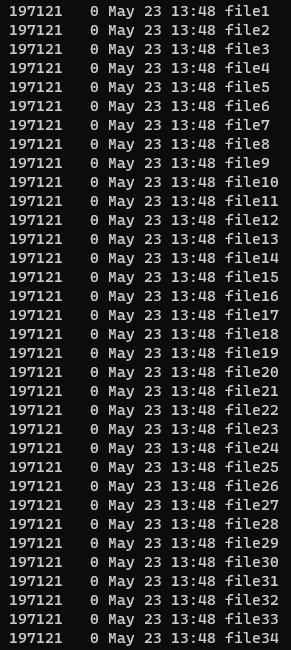 197121   0 May 23 13:48 file1
197121   0 May 23 13:48 file2
197121   0 May 23 13:48 file3
197121   0 May 23 13:48 file4
197121   0 May 23 13:48 file5
197121   0 May 23 13:48 file6
197121   0 May 23 13:48 file7
197121   0 May 23 13:48 file8
197121   0 May 23 13:48 file9
197121   0 May 23 13:48 file10
197121   0 May 23 13:48 file11
197121   0 May 23 13:48 file12
197121   0 May 23 13:48 file13
197121   0 May 23 13:48 file14
197121   0 May 23 13:48 file15
197121   0 May 23 13:48 file16
197121   0 May 23 13:48 file17
197121   0 May 23 13:48 file18
197121   0 May 23 13:48 file19
197121   0 May 23 13:48 file20
197121   0 May 23 13:48 file21
197121   0 May 23 13:48 file22
197121   0 May 23 13:48 file23
197121   0 May 23 13:48 file24
197121   0 May 23 13:48 file25
197121   0 May 23 13:48 file26
197121   0 May 23 13:48 file27
197121   0 May 23 13:48 file28
197121   0 May 23 13:48 file29
197121   0 May 23 13:48 file30
197121   0 May 23 13:48 file31
197121   0 May 23 13:48 file32
197121   0 May 23 13:48 file33
197121   0 May 23 13:48 file34